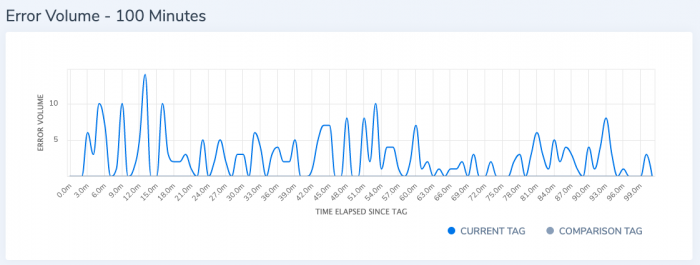 Error Volume - 100 Minutes
10
5
ERROR VOLUME
0.0m 3.0m 6.0m 9.0m 12.0m 15.0m 18.0m 21.0m 24.0m 27.0m 30.0m 33.0m 36.0m 39.0m 42.0m 45.0m 48.0m 51.0m 54.0m 57.0m 60.0m 63.0m 66.0m 69.0m 72.0m 75.0m 78.0m 81.0m 84.0m 87.0m 90.0m 93.0m 96.0m 99.0m
TIME ELAPSED SINCE TAG
CURRENT TAG COMPARISON TAG